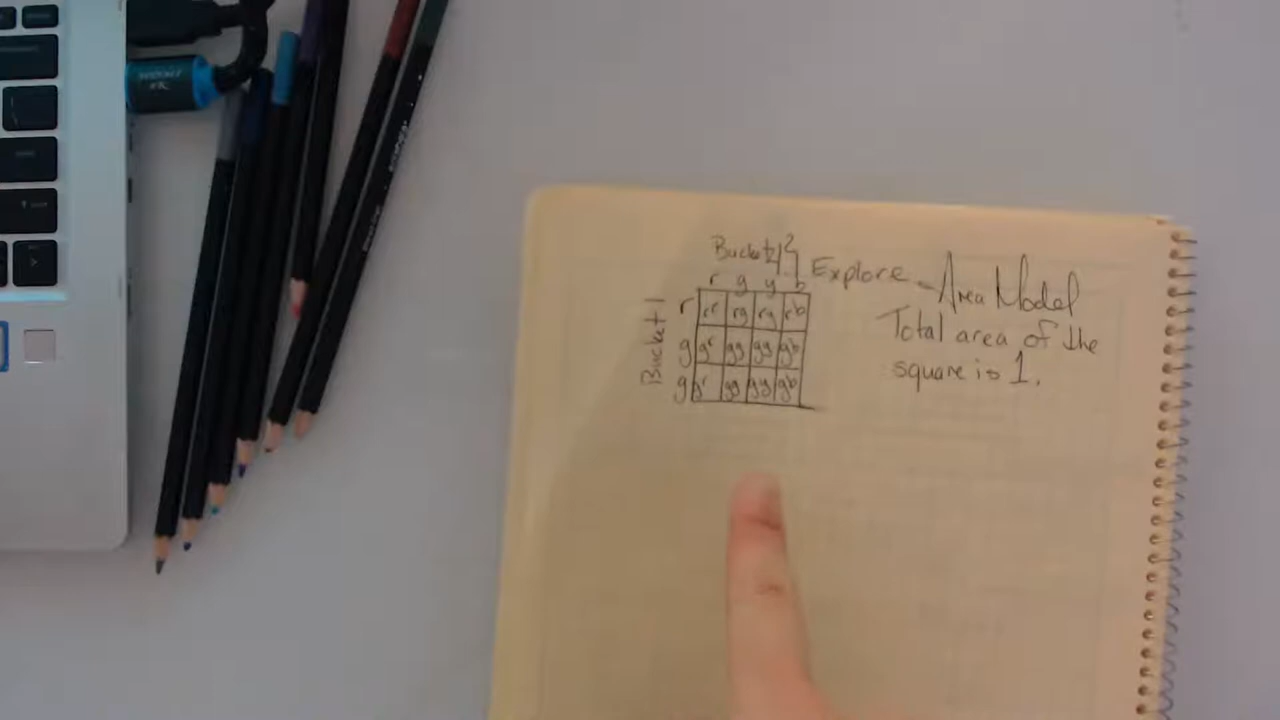 Bucket 2
Explore - Area Model
r g y b
r rr rg ry rb
Bucket 1
g gr gg gy gb
g gr gg gy gb
Total area of the
square is 1.